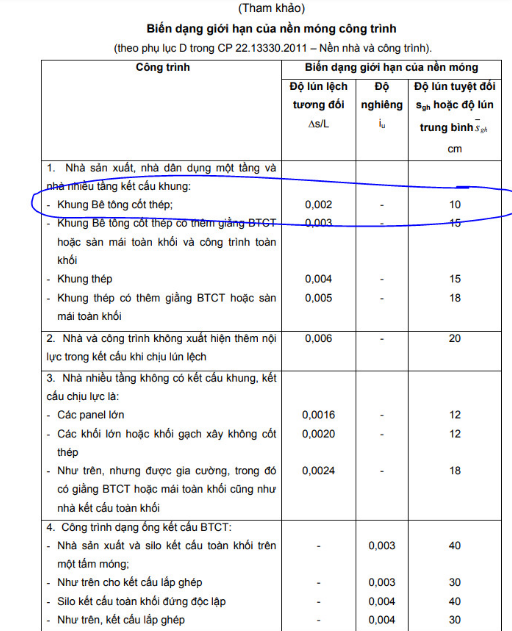 (Tham khảo)
Biến dạng giới hạn của nền móng công trình
(theo phụ lục D trong CP 22.13330.2011 – Nền nhà và công trình).
Công trình
Biến dạng giới hạn của nền móng
Độ lún lệch tương đối Δs/L
Độ nghiêng iᵤ
Độ lún tuyệt đối s_gh hoặc độ lún trung bình s̄_gh cm
1. Nhà sản xuất, nhà dân dụng một tầng và
nhà nhiều tầng kết cấu khung:
- Khung Bê tông cốt thép; 0,002 - 10
- Khung Bê tông cốt thép có thêm giằng BTCT 0,003 - 15
hoặc sàn mái toàn khối và công trình toàn
khối
- Khung thép 0,004 - 15
- Khung thép có thêm giằng BTCT hoặc sàn 0,005 - 18
mái toàn khối
2. Nhà và công trình không xuất hiện thêm nội 0,006 - 20
lực trong kết cấu khi chịu lún lệch
3. Nhà nhiều tầng không có kết cấu khung, kết
cấu chịu lực là:
- Các panel lớn 0,0016 - 12
- Các khối lớn hoặc khối gạch xây không cốt 0,0020 - 12
thép
- Như trên, nhưng được gia cường, trong đó 0,0024 - 18
có giằng BTCT hoặc mái toàn khối cũng như
nhà kết cấu toàn khối
4. Công trình dạng ống kết cấu BTCT:
- Nhà sản xuất và silo kết cấu toàn khối trên - 0,003 40
một tấm móng;
- Như trên cho kết cấu lắp ghép - 0,003 30
- Silo kết cấu toàn khối đứng độc lập - 0,004 40
- Như trên, kết cấu lắp ghép - 0,004 30